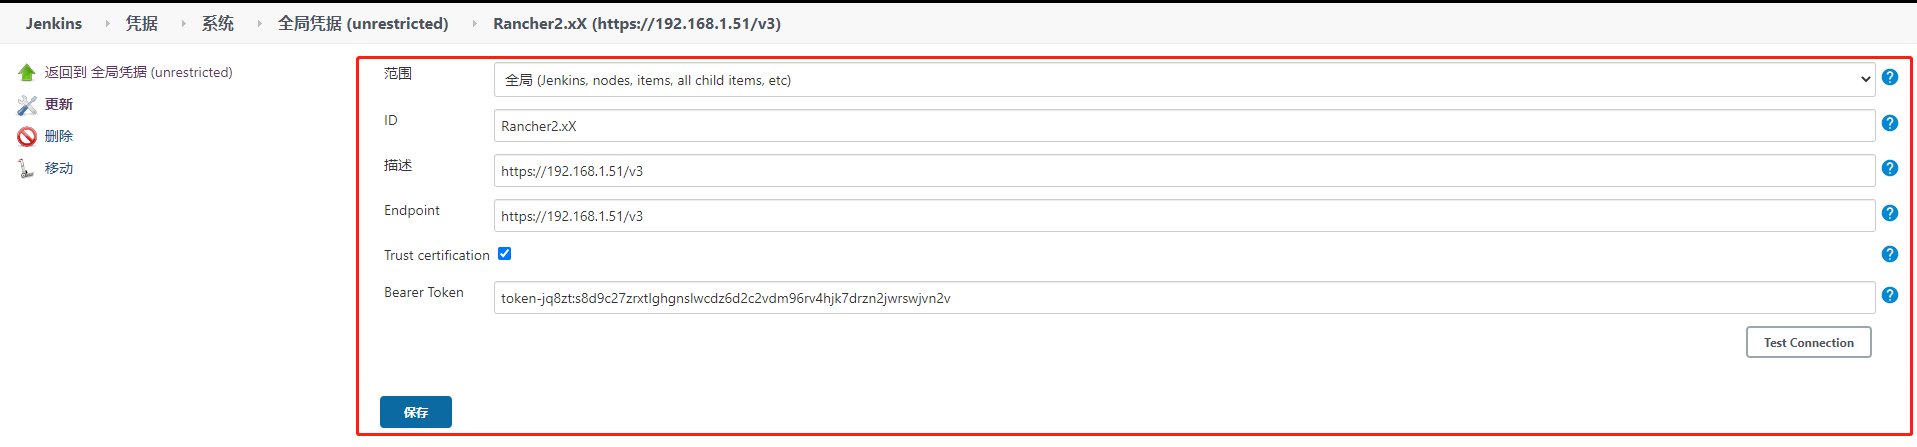 Jenkins 凭据 系统 全局凭据 (unrestricted) Rancher2.xX (https://192.168.1.51/v3)
返回到 全局凭据 (unrestricted)
更新
删除
移动
范围 全局 (Jenkins, nodes, items, all child items, etc)
ID Rancher2.xX
描述 https://192.168.1.51/v3
Endpoint https://192.168.1.51/v3
Trust certification
Bearer Token token-jq8zt:s8d9c27zrxtlghgnslwcdz6d2c2vdm96rv4hjk7drzn2jwrswjvn2v
Test Connection
保存